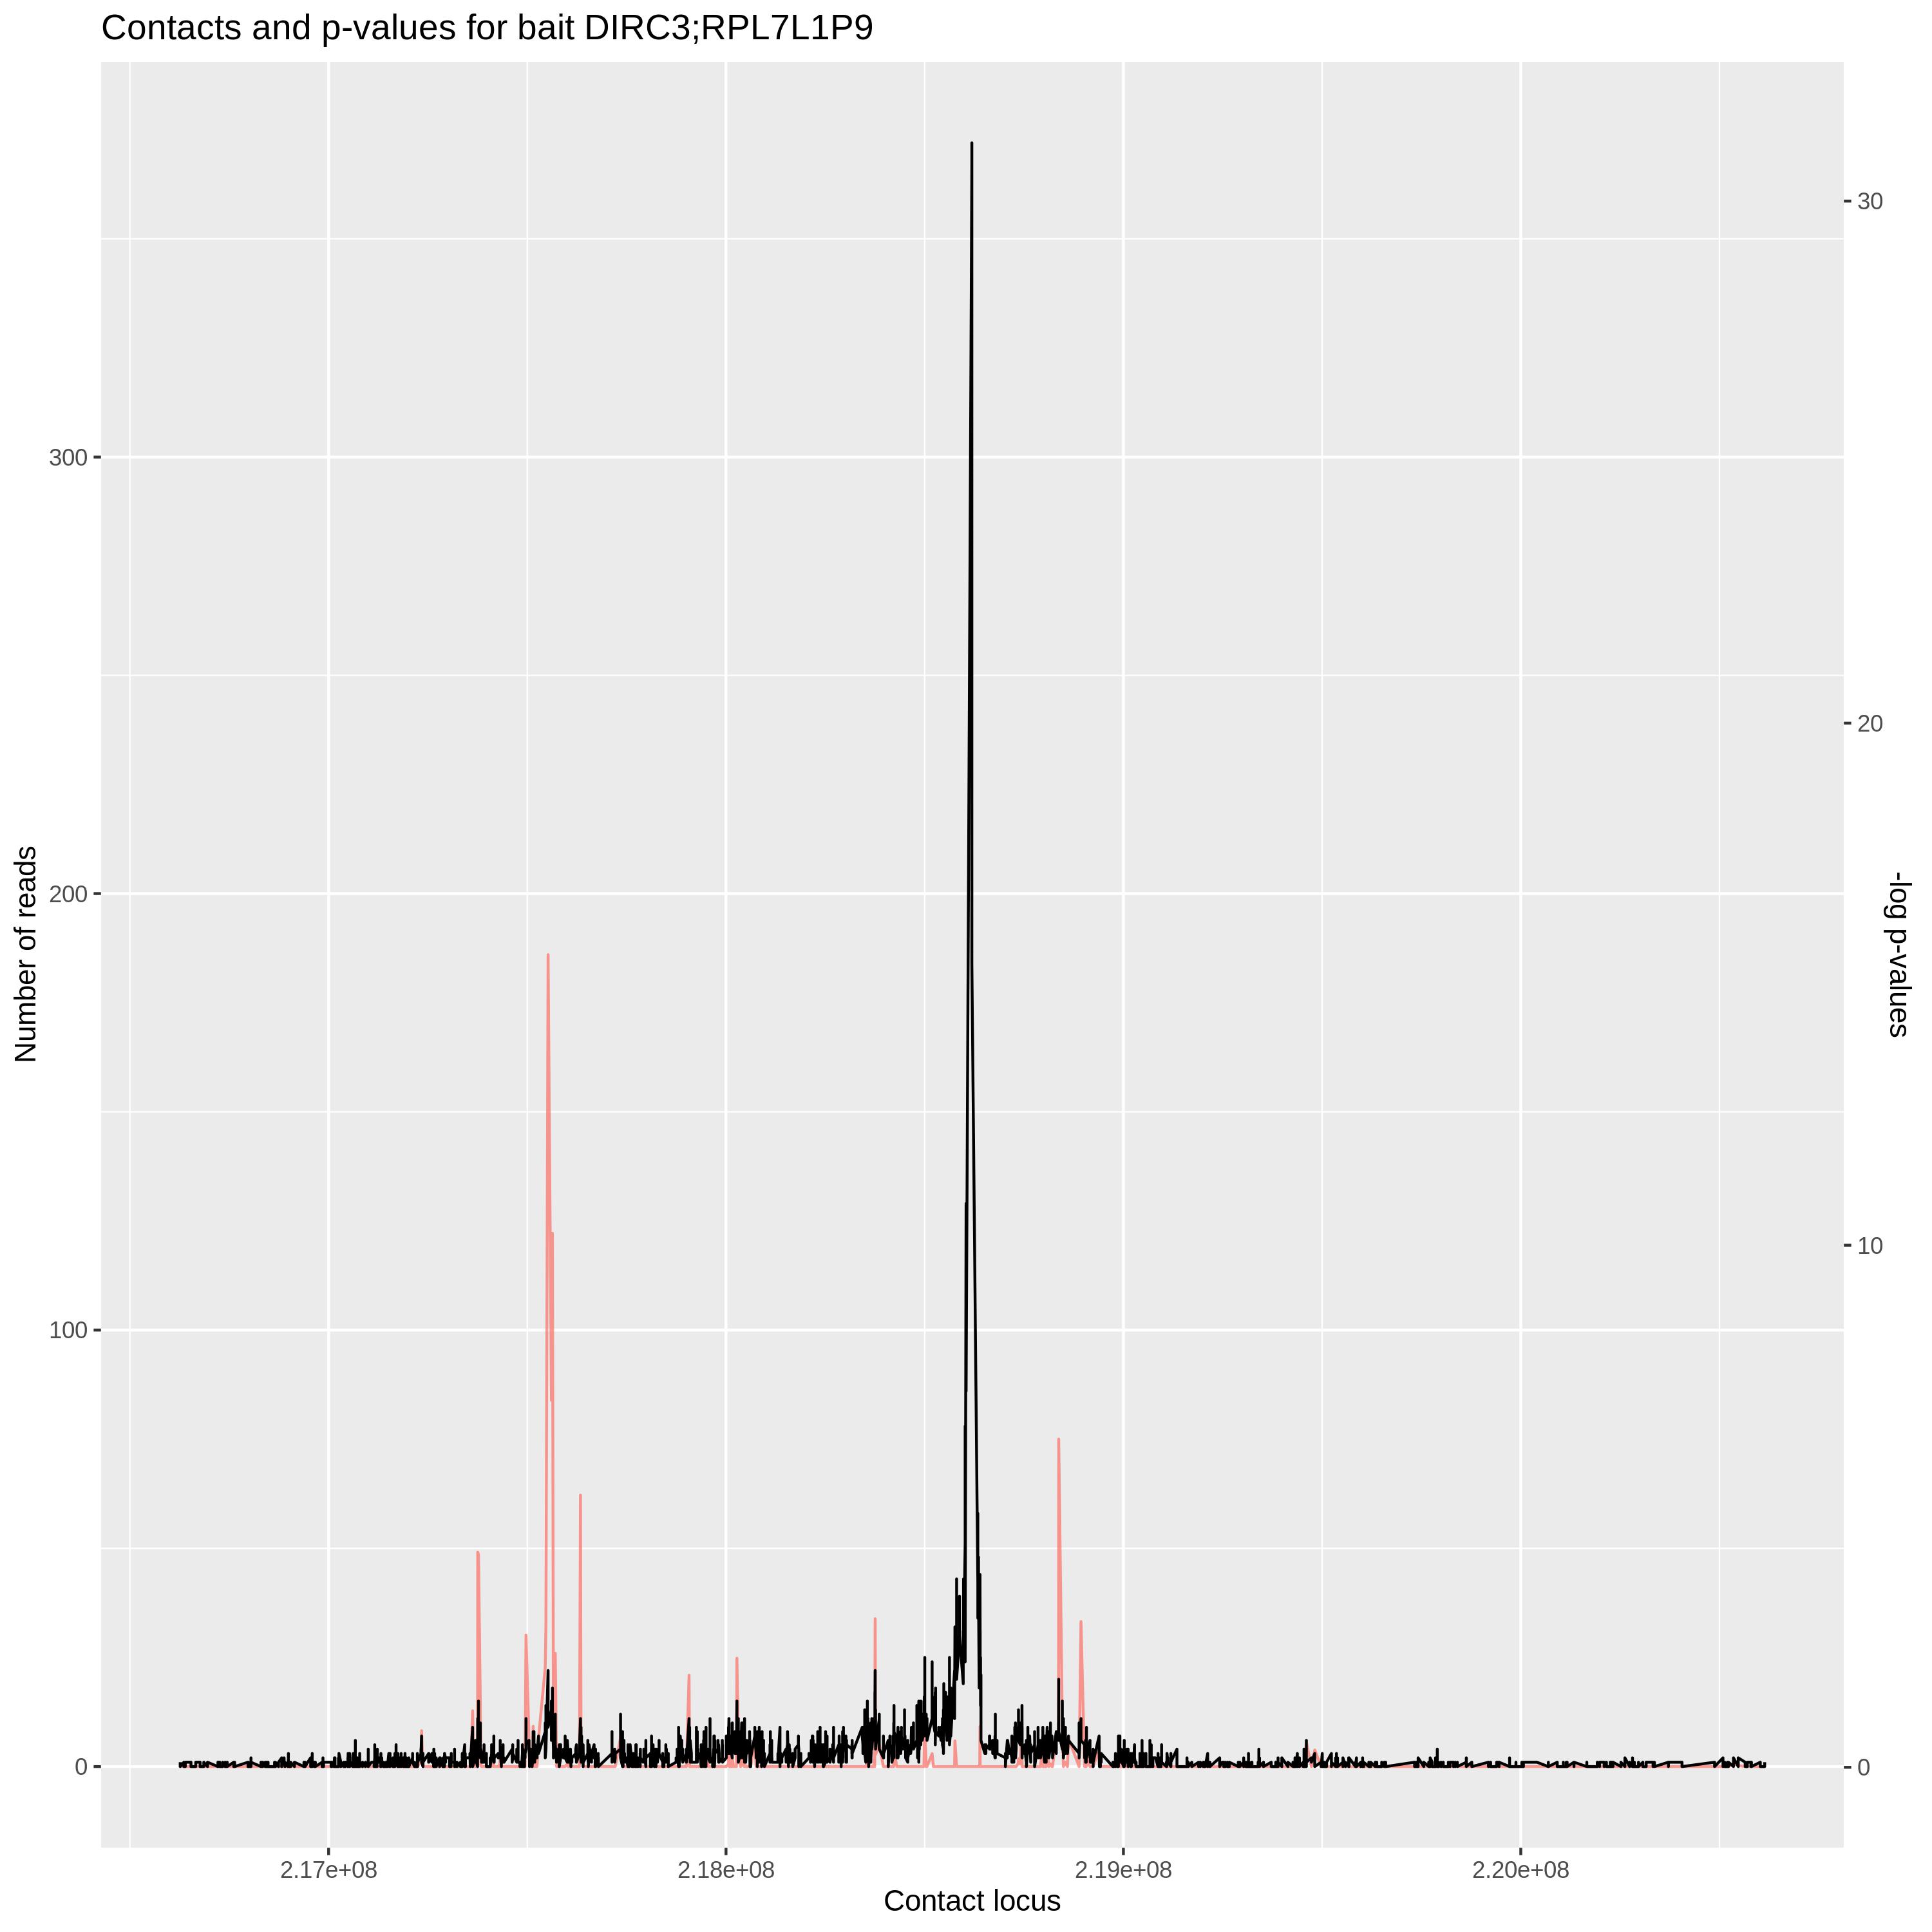 Contacts and p-values for bait DIRC3;RPL7L1P9
300
200
100
0
Number of reads
30
20
10
0
-log p-values
2.17e+08
2.18e+08
2.19e+08
2.20e+08
Contact locus